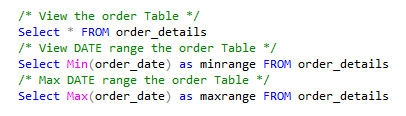 /* View the order Table */
Select * FROM order_details
/* View DATE range the order Table */
Select Min(order_date) as minrange FROM order_details
/* Max DATE range the order Table */
Select Max(order_date) as maxrange FROM order_details